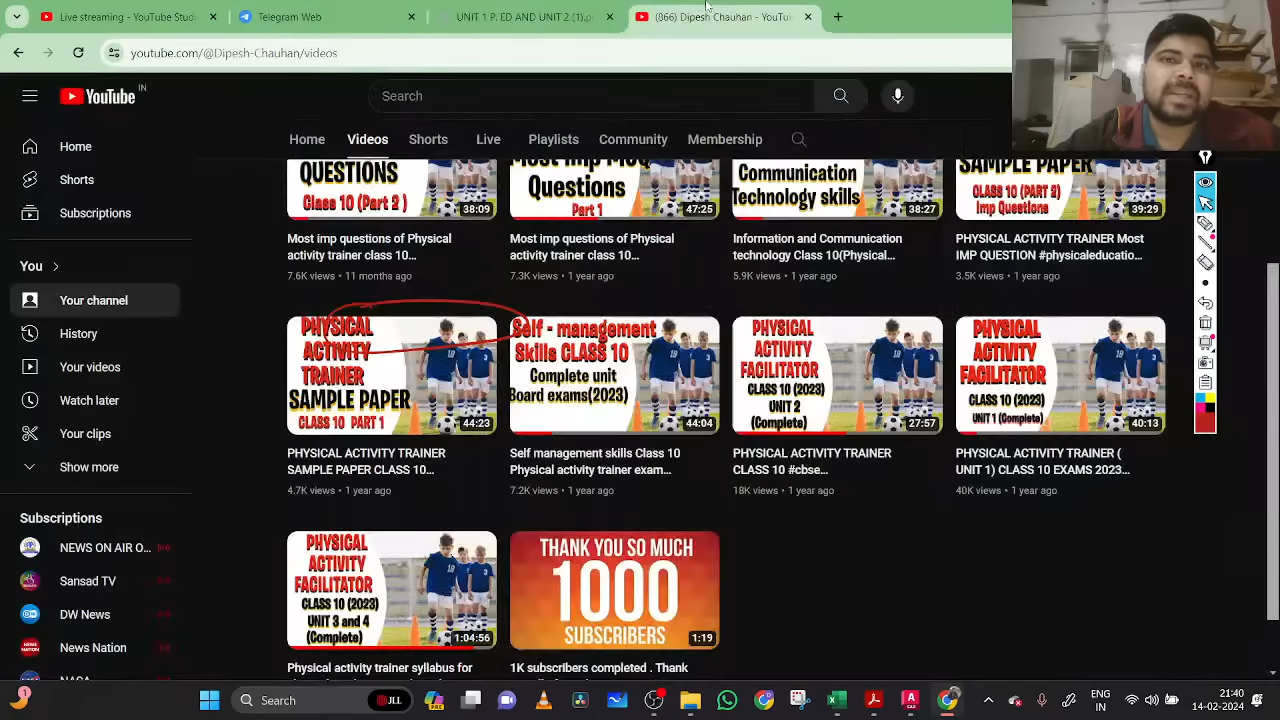 monetisation - YouTube Studi
Telegram Web
UNIT 1 P. ED AND UNIT 2 (1).p
(866) Dipesh Chauhan - YouTu
youtube.com/@Dipesh-Chauhan/videos
YouTube IN
Search
Home
Videos
Shorts
Live
Playlists
Community
Membership
Home
Shorts
Subscriptions
You
Your channel
History
Your videos
Watch later
Your clips
Show more
Subscriptions
NEWS ON AIR O...
Sansad TV
DW News
News Nation
QUESTIONS
Class 10 (Part 2 )
38:09
Most imp questions of Physical
activity trainer class 10...
7.6K views • 11 months ago
Most Imp MCQ
Questions
Part 1
47:25
Most imp questions of Physical
activity trainer class 10...
7.3K views • 1 year ago
Communication
Technology skills
38:27
Information and Communication
technology Class 10(Physical...
5.9K views • 1 year ago
SAMPLE PAPER
CLASS 10 (PART 2)
Imp Questions
39:29
PHYSICAL ACTIVITY TRAINER Most
IMP QUESTION #physicaleducatio...
3.5K views • 1 year ago
PHYSICAL
ACTIVITY
TRAINER
SAMPLE PAPER
CLASS 10 PART 1
44:23
PHYSICAL ACTIVITY TRAINER
SAMPLE PAPER CLASS 10...
4.7K views • 1 year ago
Self - management
Skills CLASS 10
Complete unit
Board exams(2023)
44:04
Self management skills Class 10
Physical activity trainer exam...
7.2K views • 1 year ago
PHYSICAL
ACTIVITY
FACILITATOR
CLASS 10 (2023)
UNIT 2
(Complete)
27:57
PHYSICAL ACTIVITY TRAINER
CLASS 10 #cbse...
18K views • 1 year ago
PHYSICAL
ACTIVITY
FACILITATOR
CLASS 10 (2023)
UNIT 1 (Complete)
40:13
PHYSICAL ACTIVITY TRAINER (
UNIT 1) CLASS 10 EXAMS 2023...
40K views • 1 year ago
PHYSICAL
ACTIVITY
FACILITATOR
CLASS 10 (2023)
UNIT 3 and 4
(Complete)
1:04:56
Physical activity trainer syllabus for
THANK YOU SO MUCH
1000
SUBSCRIBERS
1:19
1K subscribers completed . Thank
1
Search
JLL
ENG
IN
21:40
14-02-2024